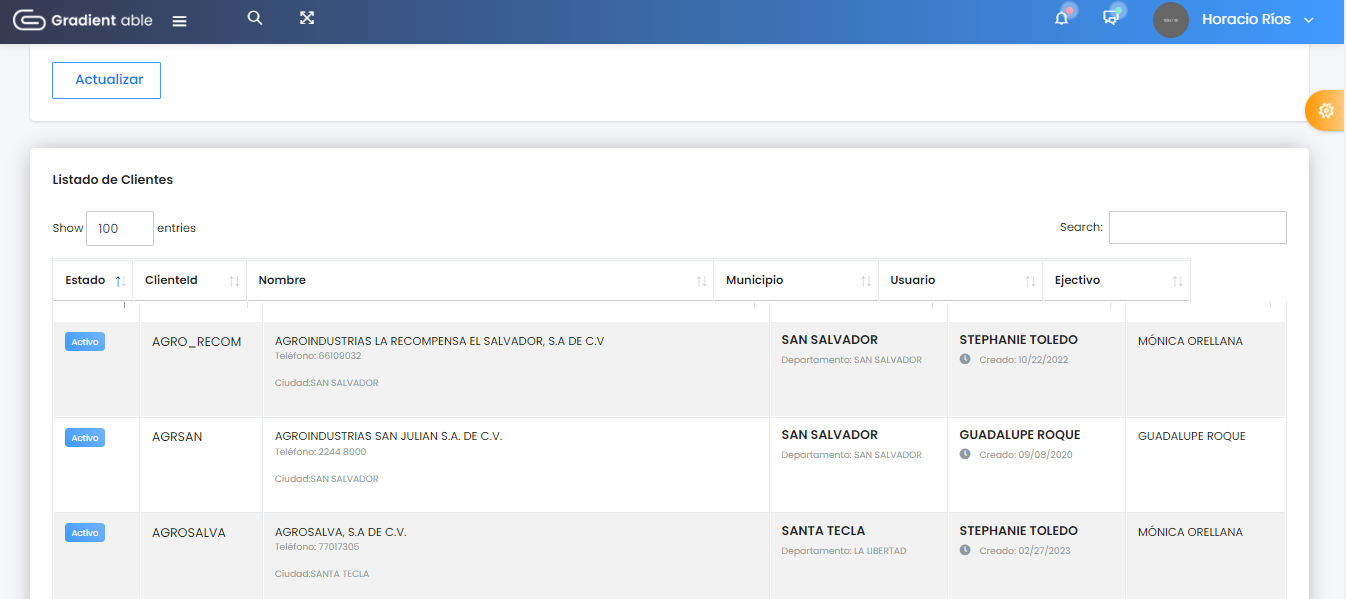 Gradient able
Horacio Ríos
Actualizar
Listado de Clientes
Show 100 entries
Search:
Estado ClienteId Nombre Municipio Usuario Ejectivo
Activo AGRO_RECOM AGROINDUSTRIAS LA RECOMPENSA EL SALVADOR, S.A DE C.V SAN SALVADOR STEPHANIE TOLEDO MÓNICA ORELLANA
Teléfono: 66109032 Departamento: SAN SALVADOR Creado: 10/22/2022
Ciudad:SAN SALVADOR
Activo AGRSAN AGROINDUSTRIAS SAN JULIAN S.A. DE C.V. SAN SALVADOR GUADALUPE ROQUE GUADALUPE ROQUE
Teléfono: 2244 8000 Departamento: SAN SALVADOR Creado: 09/08/2020
Ciudad:SAN SALVADOR
Activo AGROSALVA AGROSALVA, S.A DE C.V. SANTA TECLA STEPHANIE TOLEDO MÓNICA ORELLANA
Teléfono: 77017305 Departamento: LA LIBERTAD Creado: 02/27/2023
Ciudad:SANTA TECLA